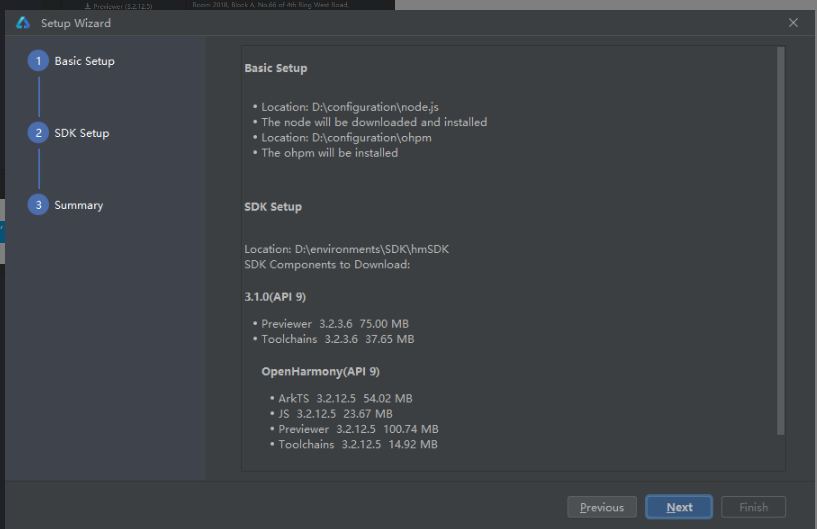 Previewer (3.2.12.5)
Room 2018, Block A, No.66 of 4th Ring West Road,
Setup Wizard
1 Basic Setup
2 SDK Setup
3 Summary
Basic Setup
• Location: D:\configuration\node.js
• The node will be downloaded and installed
• Location: D:\configuration\ohpm
• The ohpm will be installed
SDK Setup
Location: D:\environments\SDK\hmSDK
SDK Components to Download:
3.1.0(API 9)
• Previewer 3.2.3.6 75.00 MB
• Toolchains 3.2.3.6 37.65 MB
OpenHarmony(API 9)
• ArkTS 3.2.12.5 54.02 MB
• JS 3.2.12.5 23.67 MB
• Previewer 3.2.12.5 100.74 MB
• Toolchains 3.2.12.5 14.92 MB
Previous Next Finish